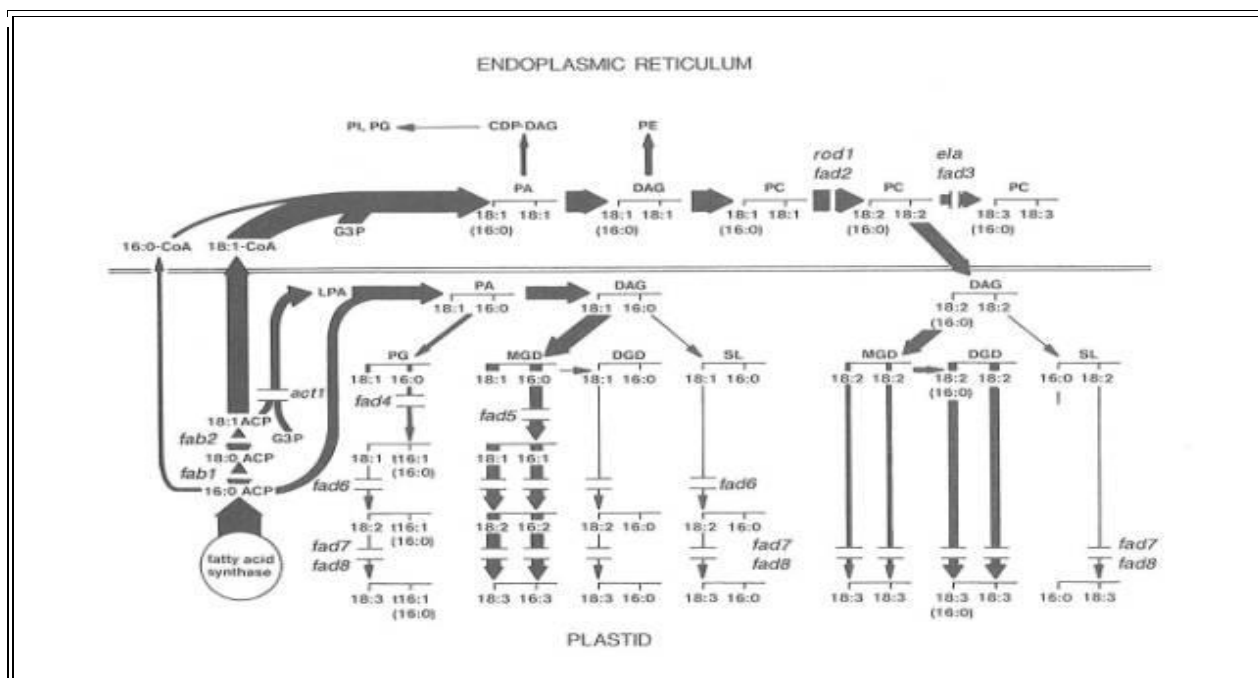 ENDOPLASMIC RETICULUM
PI, PG CDP-DAG PE
rod1 ela
fad2 fad3
PA DAG PC PC PC
18:1 18:1 18:1 18:1 18:1 18:1 18:2 18:2 18:3 18:3
(16:0) (16:0) (16:0) (16:0) (16:0)
G3P
16:0-CoA 18:1-CoA
LPA PA DAG DAG
18:1 16:0 18:1 16:0 18:2 18:2
(16:0)
PG MGD DGD SL MGD DGD SL
18:1 16:0 18:1 16:0 18:1 16:0 18:1 16:0 18:2 18:2 18:2 18:2 16:0 18:2
(16:0)
act1 fad4 fad5
18:1 ACP
fab2 G3P
18:0 ACP
18:1 t16:1 18:1 16:1
(16:0)
fab1
16:0 ACP fad6 fad6
18:2 t16:1 18:2 16:2 18:2 16:0 18:2 16:0
(16:0)
fad7 fad7 fad7
fad8 fad8 fad8
fatty acid
synthase
18:3 t16:1 18:3 16:3 18:3 16:0 18:3 16:0 18:3 18:3 18:3 18:3 16:0 18:3
(16:0) (16:0)
PLASTID